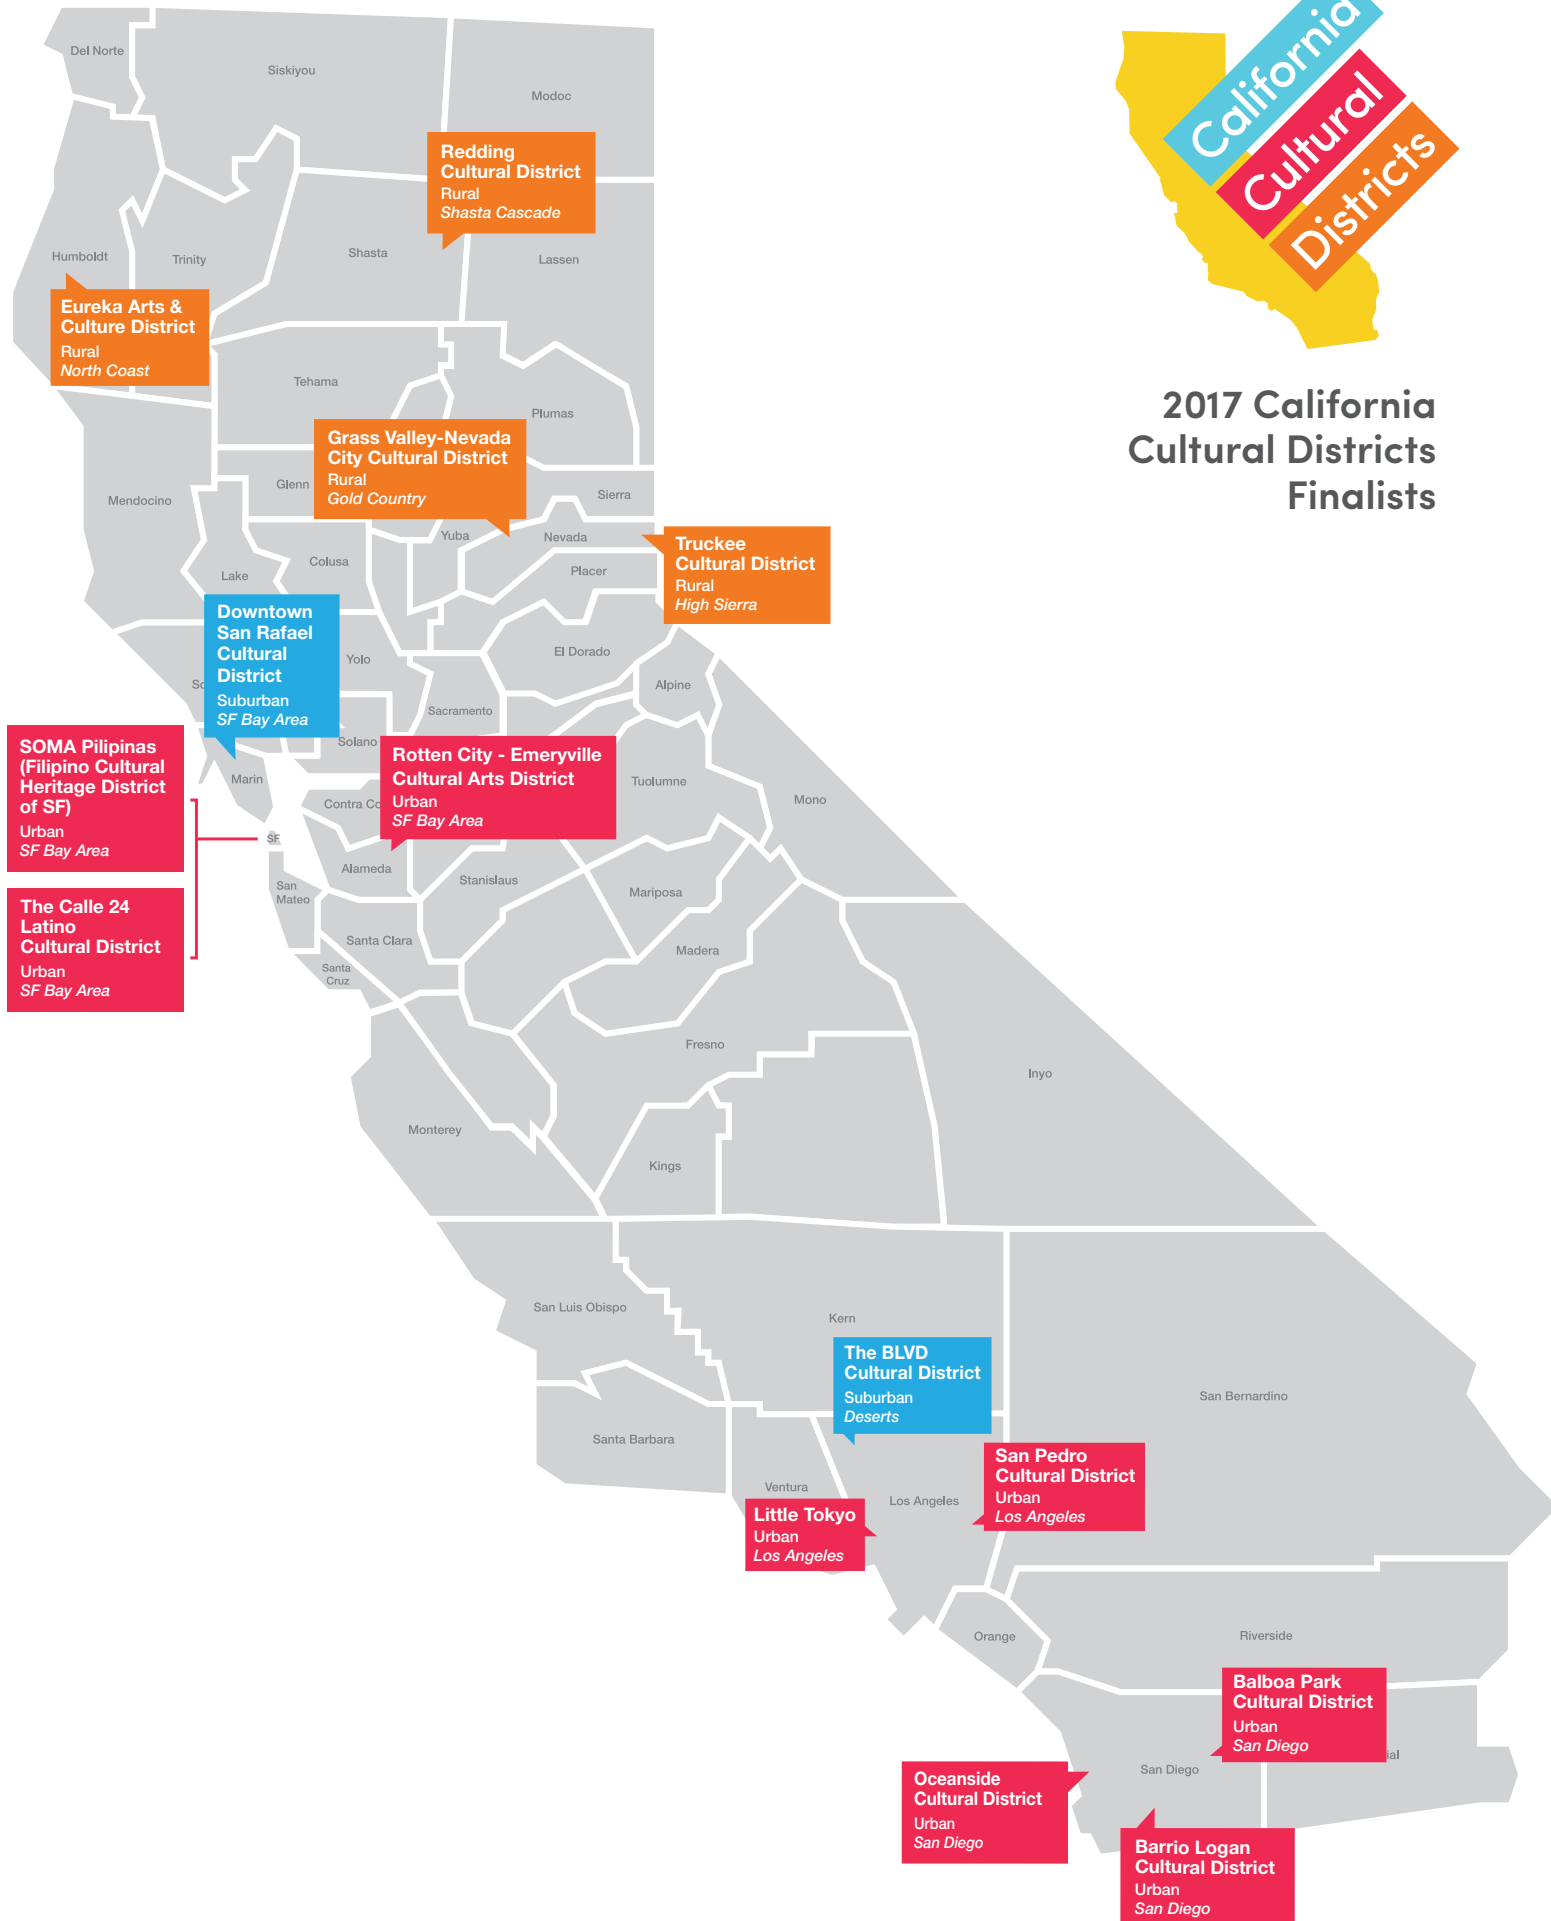 California
Cultural
Districts
2017 California
Cultural Districts
Finalists
Del Norte
Siskiyou
Modoc
Redding
Cultural District
Rural
Shasta Cascade
Humboldt
Trinity
Shasta
Lassen
Eureka Arts &
Culture District
Rural
North Coast
Tehama
Plumas
Grass Valley-Nevada
City Cultural District
Rural
Gold Country
Mendocino
Glenn
Sierra
Yuba
Nevada
Truckee
Cultural District
Rural
High Sierra
Lake
Colusa
Placer
Downtown
San Rafael
Cultural
District
Suburban
SF Bay Area
Yolo
El Dorado
Alpine
So
Sacramento
Solano
SOMA Pilipinas
(Filipino Cultural
Heritage District
of SF)
Urban
SF Bay Area
Rotten City - Emeryville
Cultural Arts District
Urban
SF Bay Area
Marin
Tuolumne
Mono
Contra Co
SF
Alameda
Stanislaus
San
Mateo
Mariposa
The Calle 24
Latino
Cultural District
Urban
SF Bay Area
Santa Clara
Madera
Santa
Cruz
Fresno
Inyo
Monterey
Kings
San Luis Obispo
Kern
The BLVD
Cultural District
Suburban
Deserts
San Bernardino
Santa Barbara
Ventura
Los Angeles
San Pedro
Cultural District
Urban
Los Angeles
Little Tokyo
Urban
Los Angeles
Orange
Riverside
Balboa Park
Cultural District
Urban
San Diego
San Diego
ial
Oceanside
Cultural District
Urban
San Diego
Barrio Logan
Cultural District
Urban
San Diego